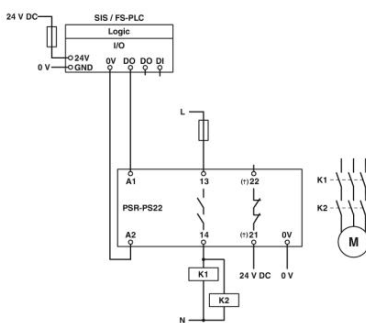 24 V DC
SIS / FS-PLC
Logic
I/O
24V
0 V GND 0V DO DO DI
L
A1 13 (†) 22
K1
PSR-PS22
K2
A2 14 (†) 21 0V
M
K1 24 V DC 0 V
K2
N